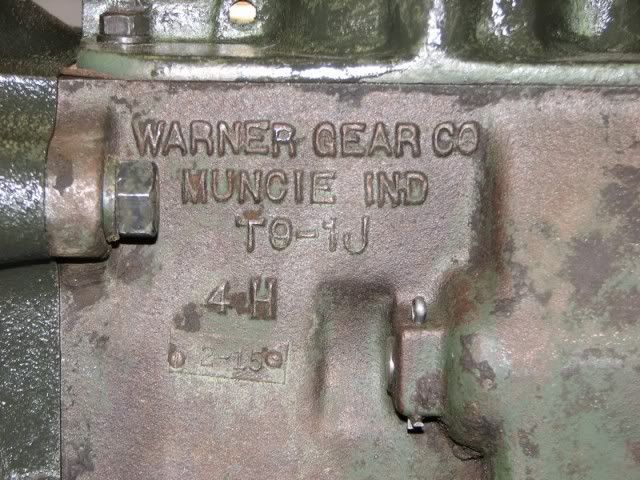 WARNER GEAR CO
MUNCIE IND
T9-1J
4-H
2-15